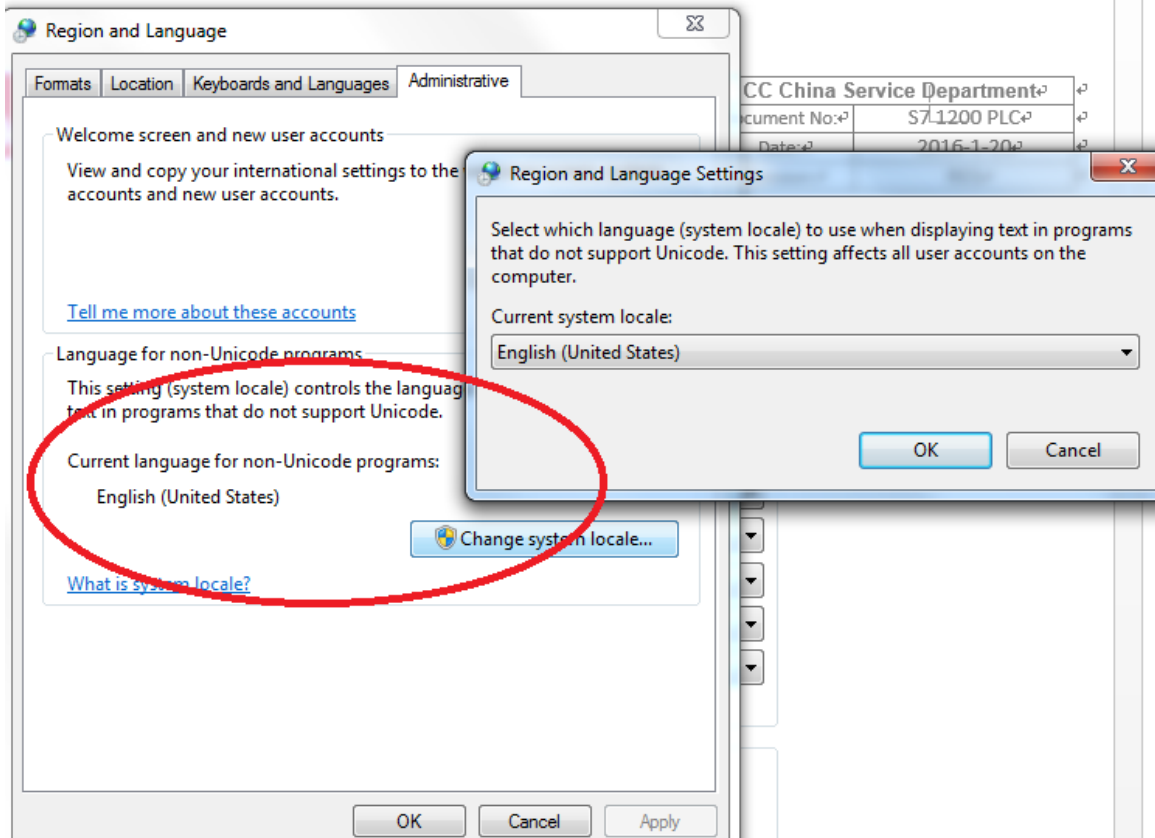 Region and Language
Formats
Location
Keyboards and Languages
Administrative
Welcome screen and new user accounts
View and copy your international settings to the
accounts and new user accounts.
Tell me more about these accounts
Language for non-Unicode programs
This setting (system locale) controls the languag
text in programs that do not support Unicode.
Current language for non-Unicode programs:
English (United States)
Change system locale...
What is system locale?
OK
Cancel
Apply
CC China Service Department
ocument No:
S7-1200 PLC
Date:
2016-1-20
Region and Language Settings
Select which language (system locale) to use when displaying text in programs
that do not support Unicode. This setting affects all user accounts on the
computer.
Current system locale:
English (United States)
OK
Cancel